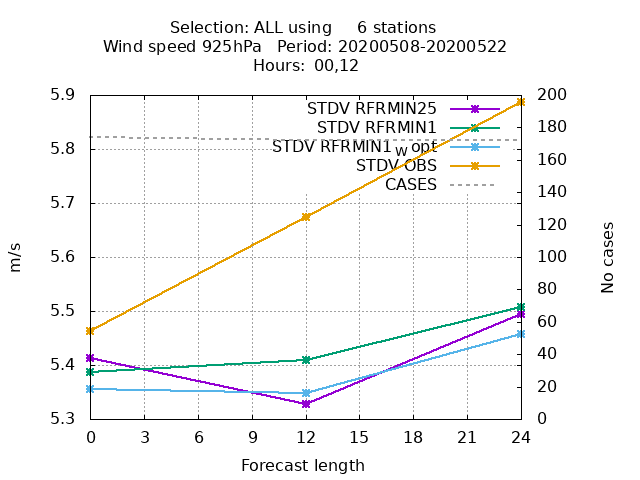 Selection: ALL using     6 stations
Wind speed 925hPa   Period: 20200508-20200522
Hours:  00,12
STDV RFRMIN25
STDV RFRMIN1
STDV RFRMIN1_w_opt
STDV OBS
CASES
5.9
5.8
5.7
5.6
5.5
5.4
5.3
m/s
200
180
160
140
120
100
80
60
40
20
0
No cases
0 3 6 9 12 15 18 21 24
Forecast length